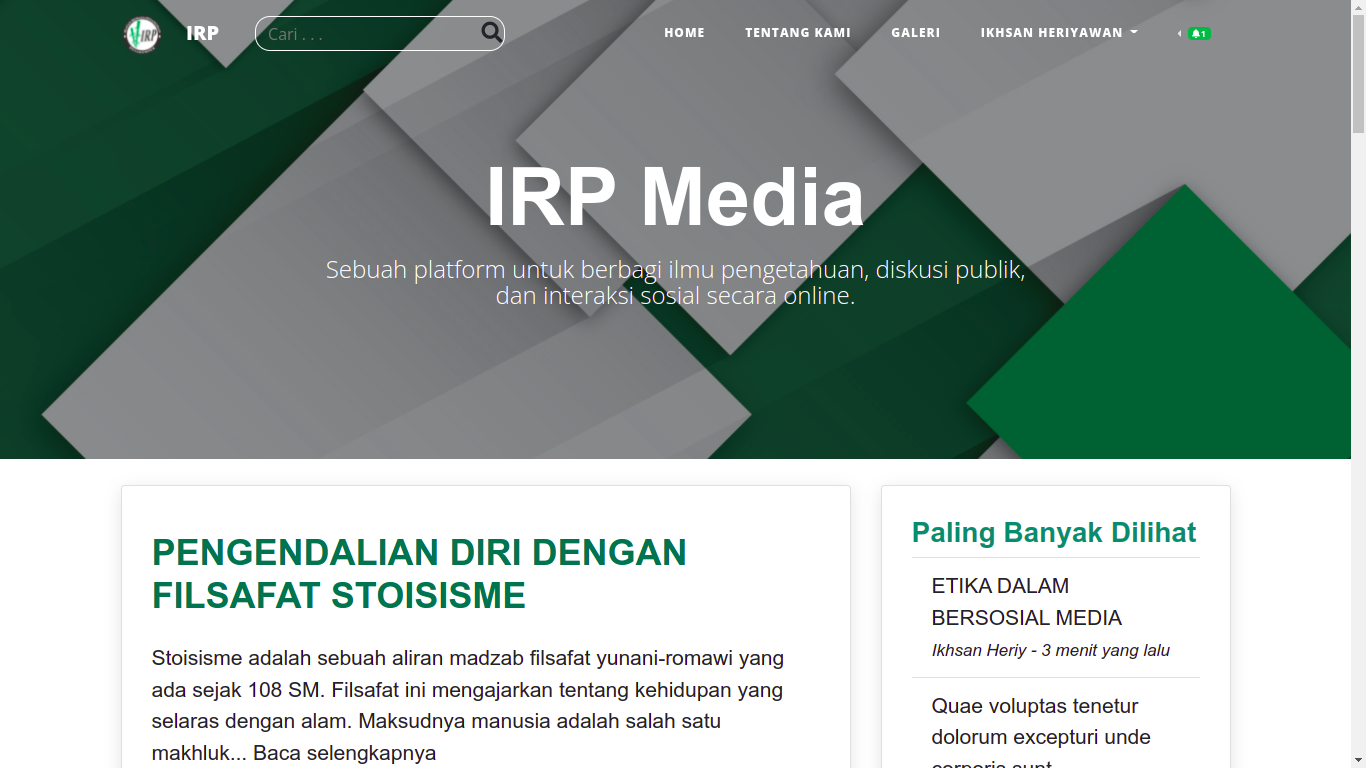 IRP
IRP
Cari . . .
HOME
TENTANG KAMI
GALERI
IKHSAN HERIYAWAN
1
IRP Media
Sebuah platform untuk berbagi ilmu pengetahuan, diskusi publik,
dan interaksi sosial secara online.
PENGENDALIAN DIRI DENGAN
FILSAFAT STOISISME
Stoisisme adalah sebuah aliran madzab filsafat yunani-romawi yang
ada sejak 108 SM. Filsafat ini mengajarkan tentang kehidupan yang
selaras dengan alam. Maksudnya manusia adalah salah satu
makhluk... Baca selengkapnya
Paling Banyak Dilihat
ETIKA DALAM
BERSOSIAL MEDIA
Ikhsan Heriy - 3 menit yang lalu
Quae voluptas tenetur
dolorum excepturi unde
corporis sunt